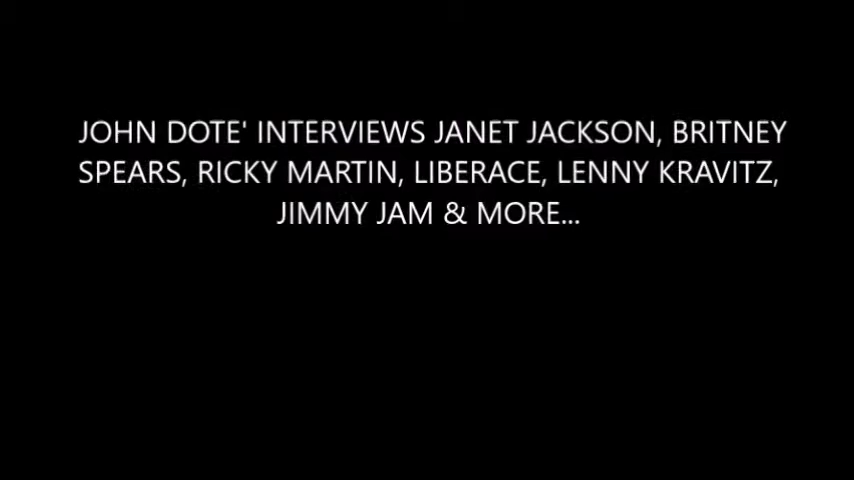 JOHN DOTE' INTERVIEWS JANET JACKSON, BRITNEY
SPEARS, RICKY MARTIN, LIBERACE, LENNY KRAVITZ,
JIMMY JAM & MORE...